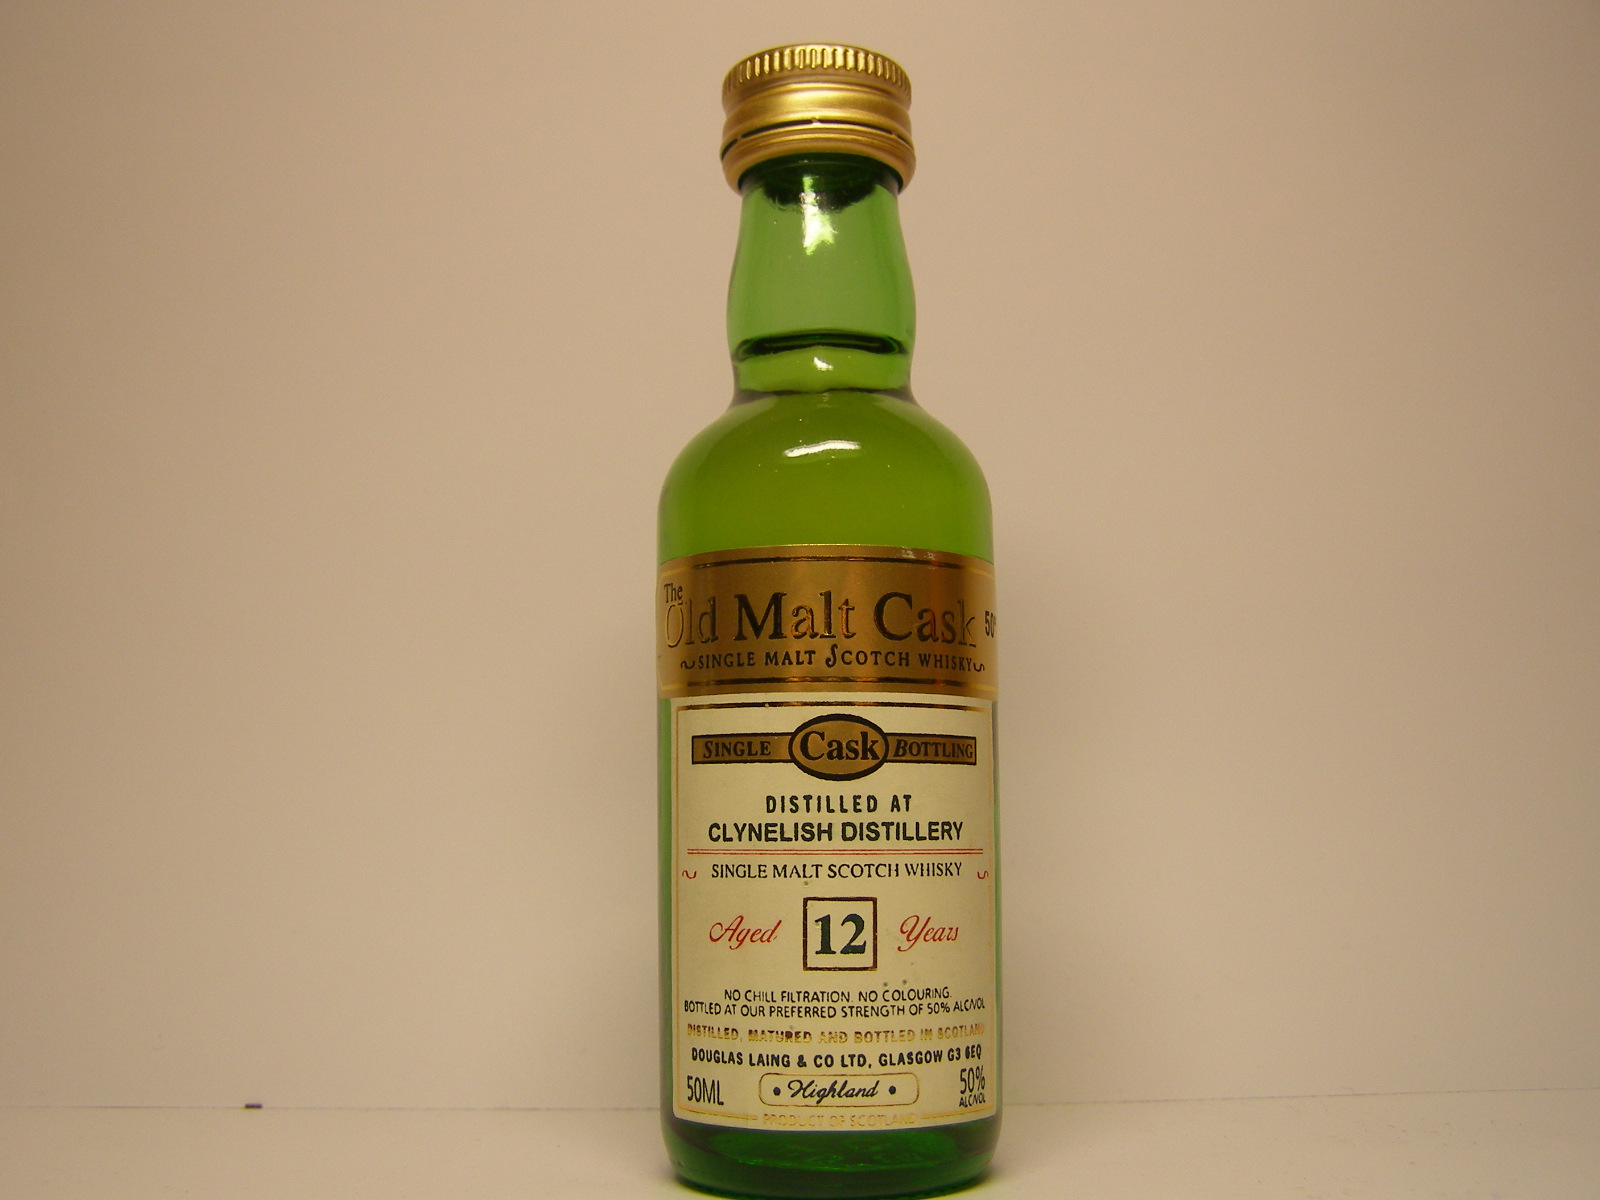 The
Old Malt Cask 50°
SINGLE MALT SCOTCH WHISKY
SINGLE Cask BOTTLING
DISTILLED AT
CLYNELISH DISTILLERY
SINGLE MALT SCOTCH WHISKY
Aged 12 Years
NO CHILL FILTRATION. NO COLOURING.
BOTTLED AT OUR PREFERRED STRENGTH OF 50% ALC/VOL
DISTILLED, MATURED AND BOTTLED IN SCOTLAND
DOUGLAS LAING & CO LTD, GLASGOW G3 6EQ
50ML • Highland • 50%
ALC/VOL
PRODUCT OF SCOTLAND